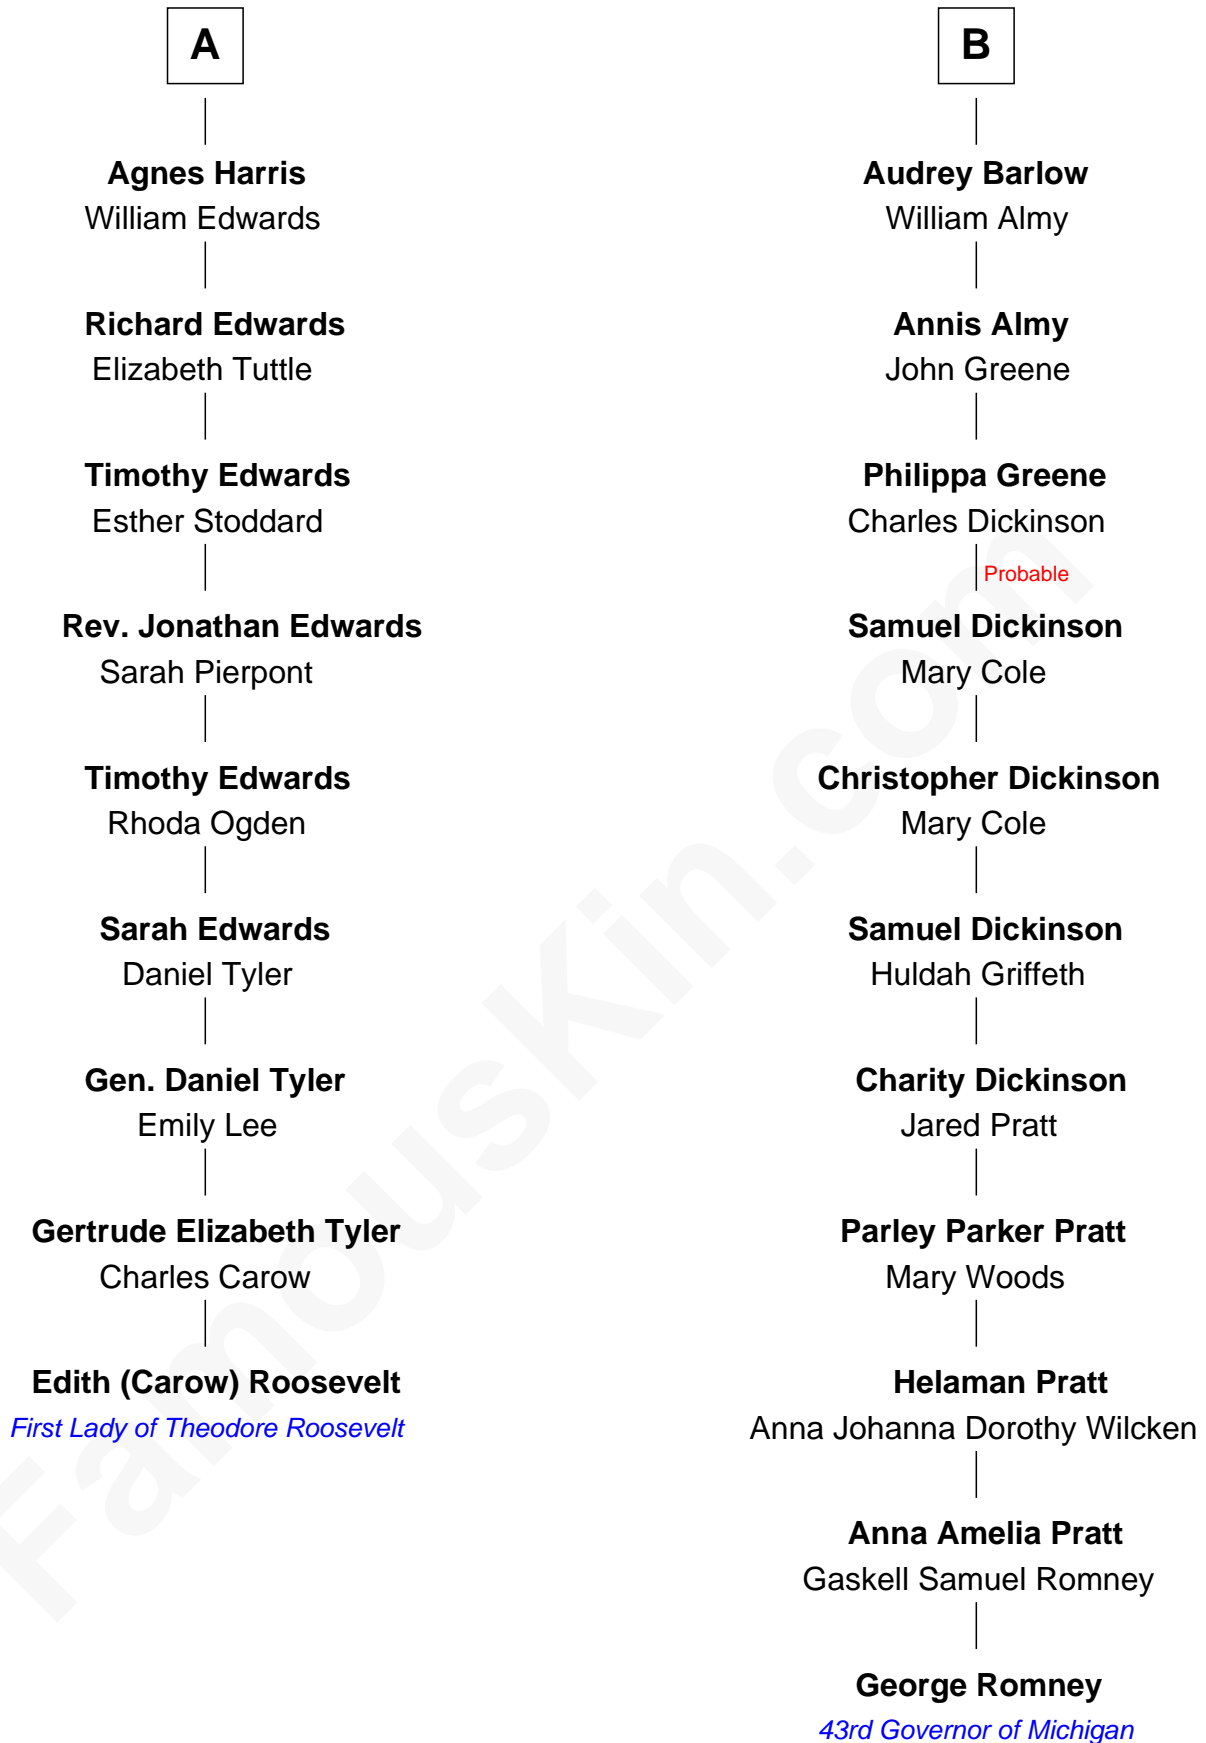 A
Agnes Harris
William Edwards
Richard Edwards
Elizabeth Tuttle
Timothy Edwards
Esther Stoddard
Rev. Jonathan Edwards
Sarah Pierpont
Timothy Edwards
Rhoda Ogden
Sarah Edwards
Daniel Tyler
Gen. Daniel Tyler
Emily Lee
Gertrude Elizabeth Tyler
Charles Carow
Edith (Carow) Roosevelt
First Lady of Theodore Roosevelt
B
Audrey Barlow
William Almy
Annis Almy
John Greene
Philippa Greene
Charles Dickinson
Probable
Samuel Dickinson
Mary Cole
Christopher Dickinson
Mary Cole
Samuel Dickinson
Huldah Griffeth
Charity Dickinson
Jared Pratt
Parley Parker Pratt
Mary Woods
Helaman Pratt
Anna Johanna Dorothy Wilcken
Anna Amelia Pratt
Gaskell Samuel Romney
George Romney
43rd Governor of Michigan
FamousKin.com